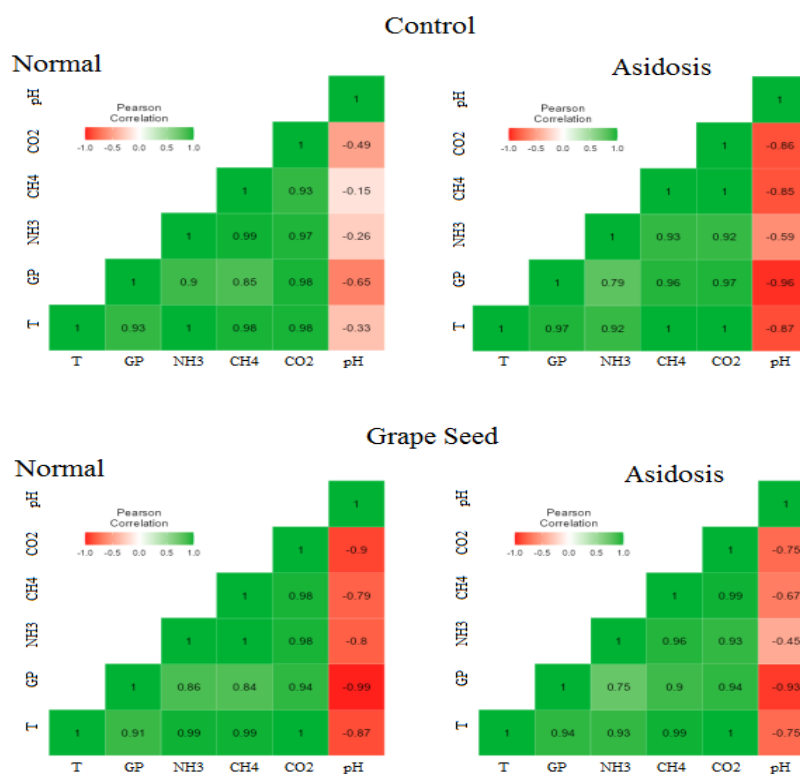 Control
Normal
Asidosis
Pearson
Correlation
-1.0 -0.5 0.0 0.5 1.0
pH 1
CO2 1 -0.49
CH4 1 0.93 -0.15
NH3 1 0.99 0.97 -0.26
GP 1 0.9 0.85 0.98 -0.65
T 1 0.93 1 0.98 0.98 -0.33
T GP NH3 CH4 CO2 pH
Pearson
Correlation
-1.0 -0.5 0.0 0.5 1.0
pH 1
CO2 1 -0.86
CH4 1 1 -0.85
NH3 1 0.93 0.92 -0.59
GP 1 0.79 0.96 0.97 -0.96
T 1 0.97 0.92 1 1 -0.87
T GP NH3 CH4 CO2 pH
Grape Seed
Normal
Asidosis
Pearson
Correlation
-1.0 -0.5 0.0 0.5 1.0
pH 1
CO2 1 -0.9
CH4 1 0.98 -0.79
NH3 1 1 0.98 -0.8
GP 1 0.86 0.84 0.94 -0.99
T 1 0.91 0.99 0.99 1 -0.87
T GP NH3 CH4 CO2 pH
Pearson
Correlation
-1.0 -0.5 0.0 0.5 1.0
pH 1
CO2 1 -0.75
CH4 1 0.99 -0.67
NH3 1 0.96 0.93 -0.45
GP 1 0.75 0.9 0.94 -0.93
T 1 0.94 0.93 0.99 1 -0.75
T GP NH3 CH4 CO2 pH